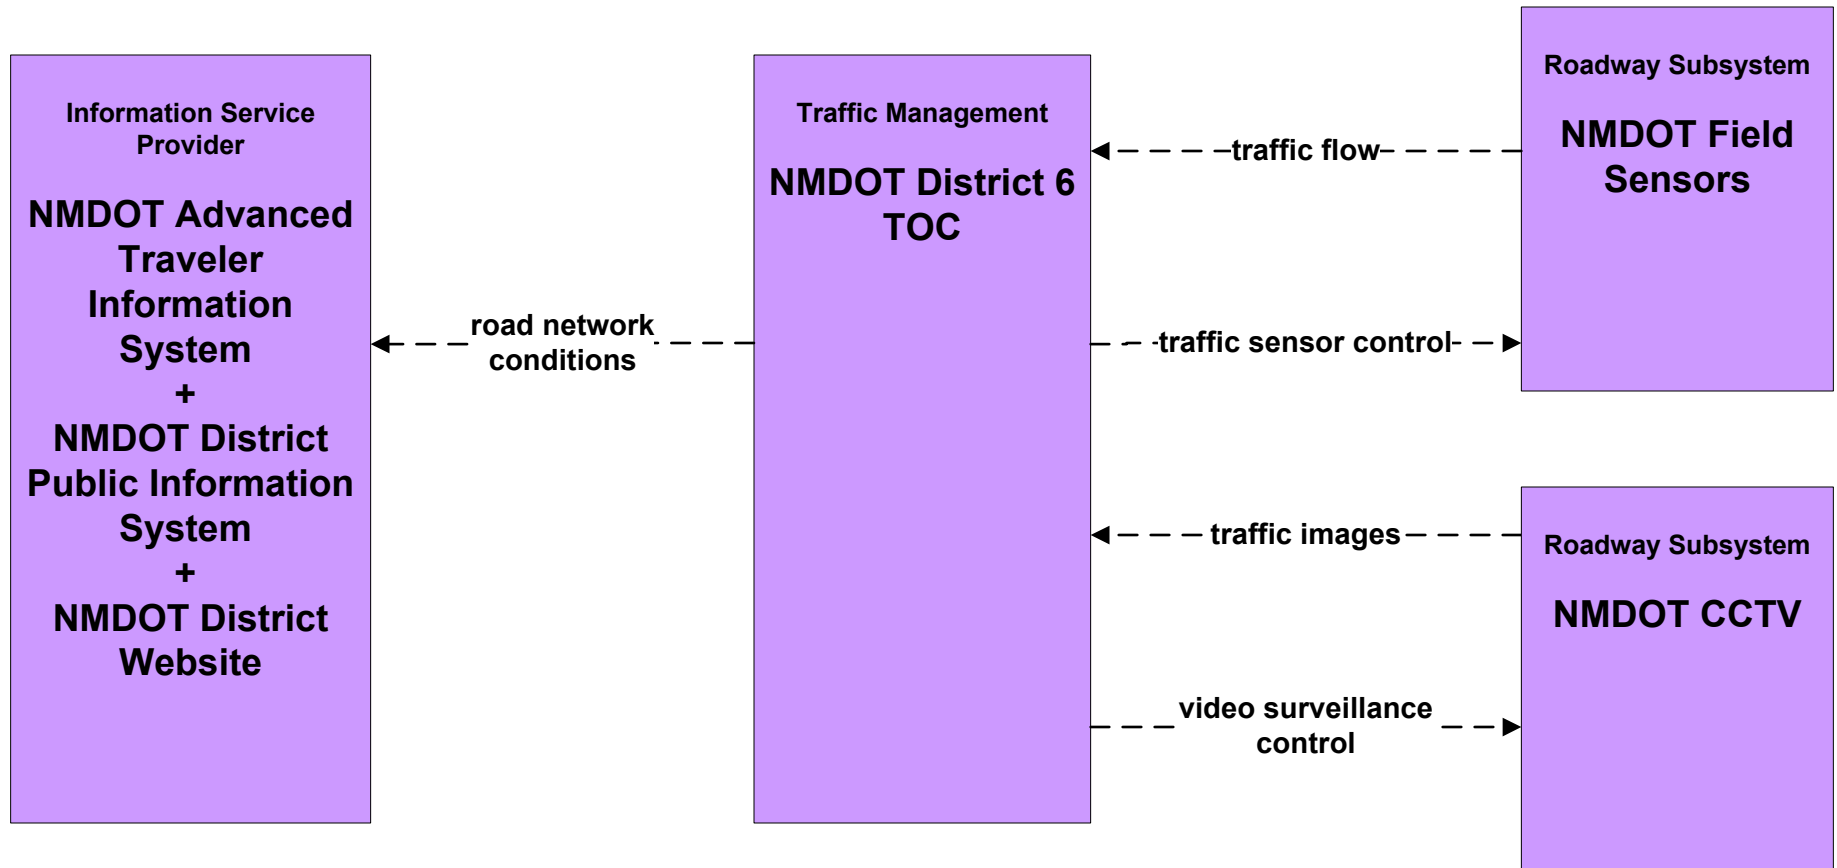 Information Service
Provider
NMDOT Advanced
Traveler
Information
System
+
NMDOT District
Public Information
System
+
NMDOT District
Website
road network
conditions
Traffic Management
NMDOT District 6
TOC
traffic flow
traffic sensor control
traffic images
video surveillance
control
Roadway Subsystem
NMDOT Field
Sensors
Roadway Subsystem
NMDOT CCTV